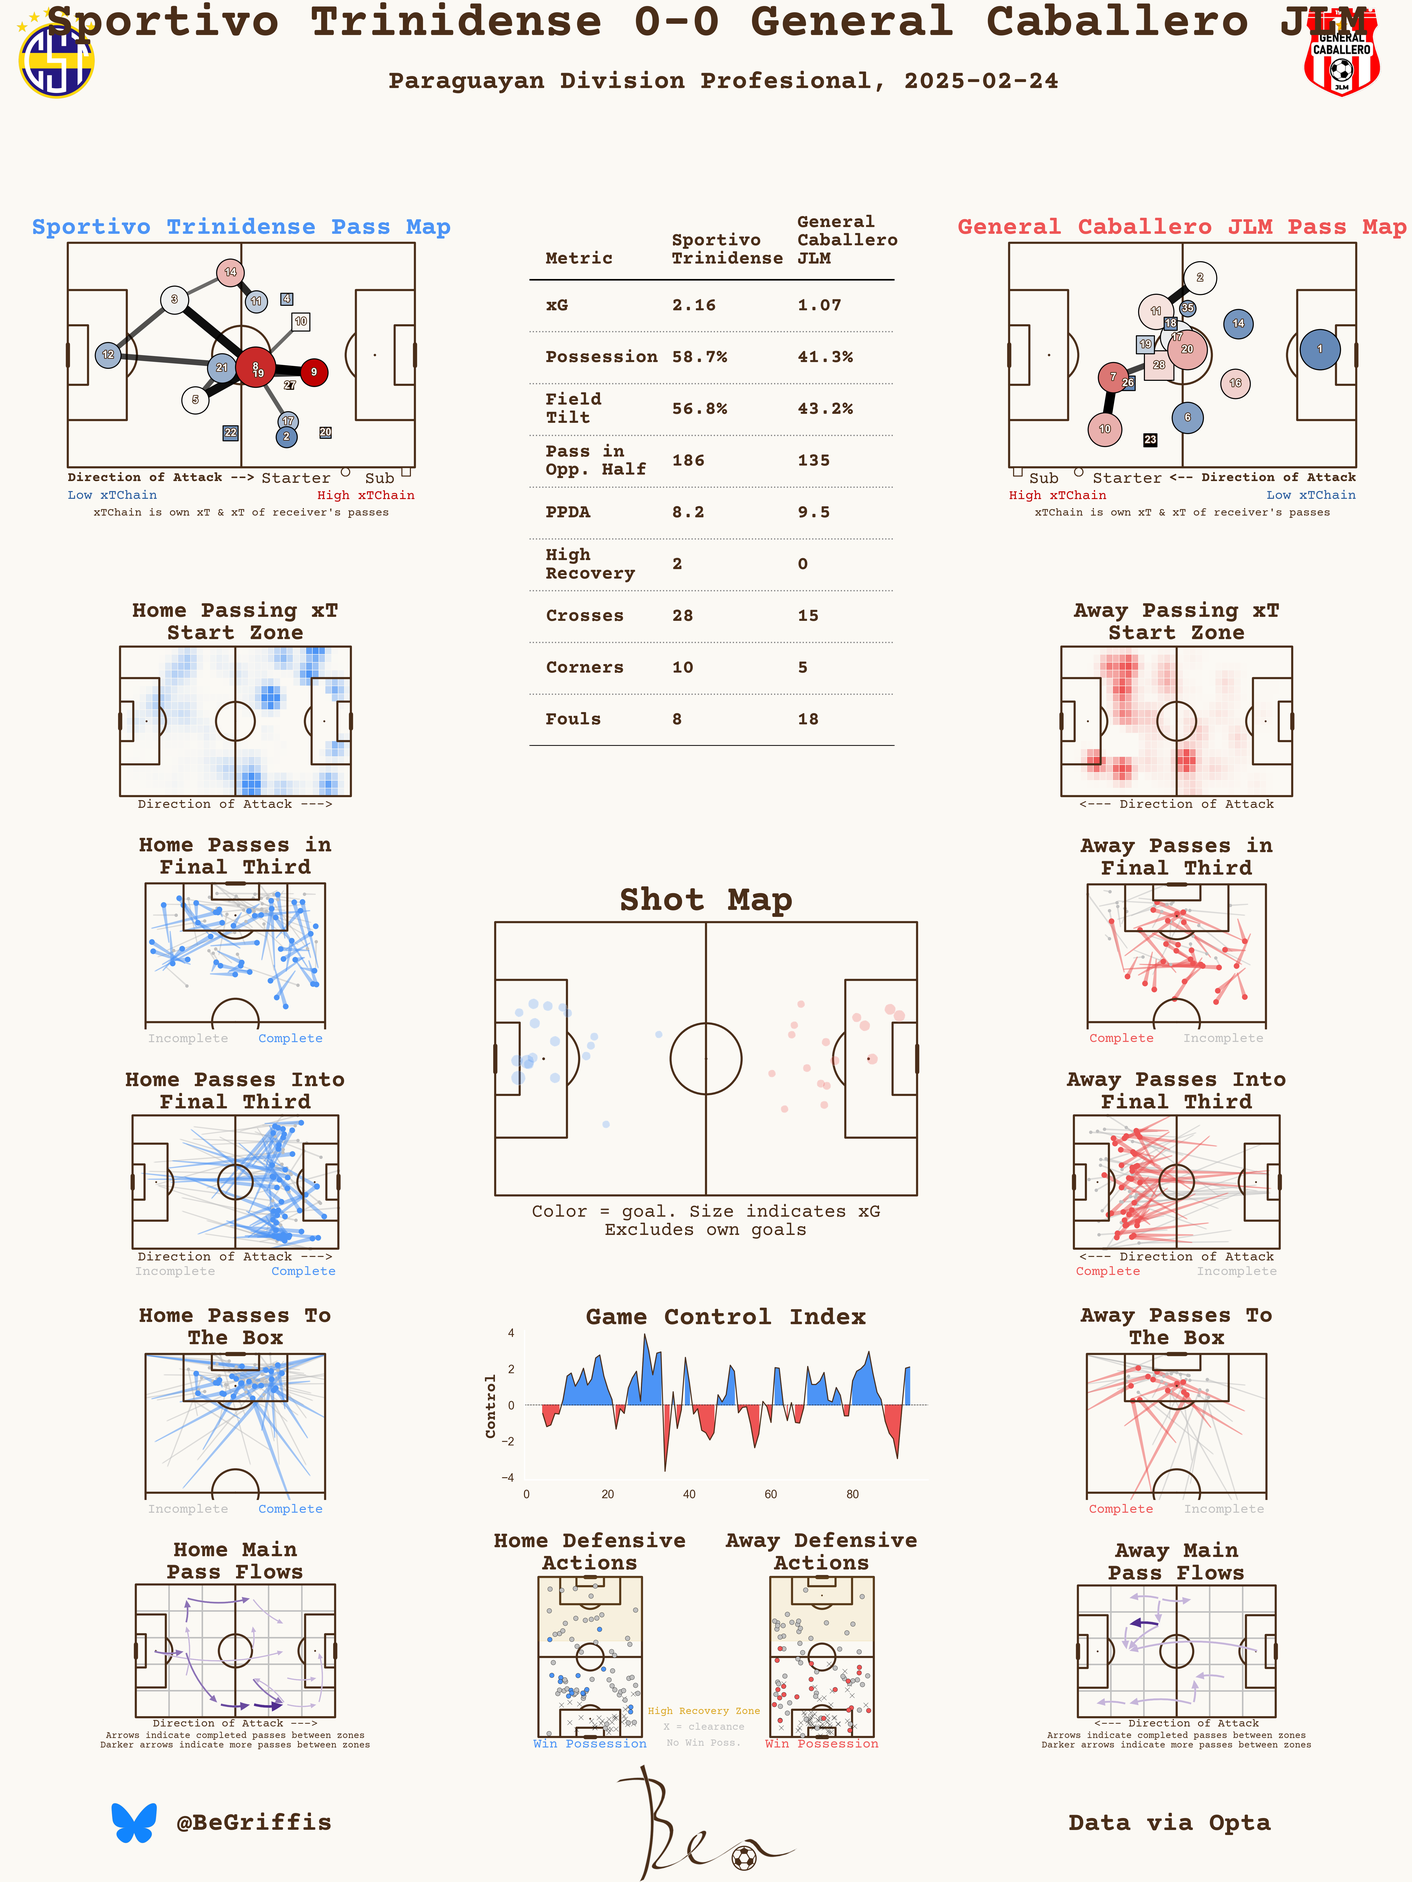 Sportivo Trinidense 0-0 General Caballero JLM
Paraguayan Division Profesional, 2025-02-24
CST
GENERAL
CABALLERO
JLM
Sportivo Trinidense Pass Map
14
3
11
4
10
12
21
8
19
9
27
5
17
2
22
20
Direction of Attack --> Starter Sub
Low xTChain High xTChain
xTChain is own xT & xT of receiver's passes
Metric Sportivo Trinidense General Caballero JLM
xG 2.16 1.07
Possession 58.7% 41.3%
Field Tilt 56.8% 43.2%
Pass in Opp. Half 186 135
PPDA 8.2 9.5
High Recovery 2 0
Crosses 28 15
Corners 10 5
Fouls 8 18
General Caballero JLM Pass Map
2
11
35
18
14
17
19
20
1
28
7
26
16
10
6
23
Sub Starter <-- Direction of Attack
High xTChain Low xTChain
xTChain is own xT & xT of receiver's passes
Home Passing xT
Start Zone
Direction of Attack --->
Away Passing xT
Start Zone
<--- Direction of Attack
Home Passes in
Final Third
Incomplete Complete
Away Passes in
Final Third
Complete Incomplete
Shot Map
Color = goal. Size indicates xG
Excludes own goals
Home Passes Into
Final Third
Direction of Attack --->
Incomplete Complete
Away Passes Into
Final Third
<--- Direction of Attack
Complete Incomplete
Home Passes To
The Box
Incomplete Complete
Game Control Index
Control
4
2
0
−2
−4
0 20 40 60 80
Away Passes To
The Box
Complete Incomplete
Home Main
Pass Flows
Direction of Attack --->
Arrows indicate completed passes between zones
Darker arrows indicate more passes between zones
Home Defensive
Actions
Win Possession
Away Defensive
Actions
Win Possession
High Recovery Zone
X = clearance
No Win Poss.
Away Main
Pass Flows
<--- Direction of Attack
Arrows indicate completed passes between zones
Darker arrows indicate more passes between zones
@BeGriffis
Ben
Data via Opta